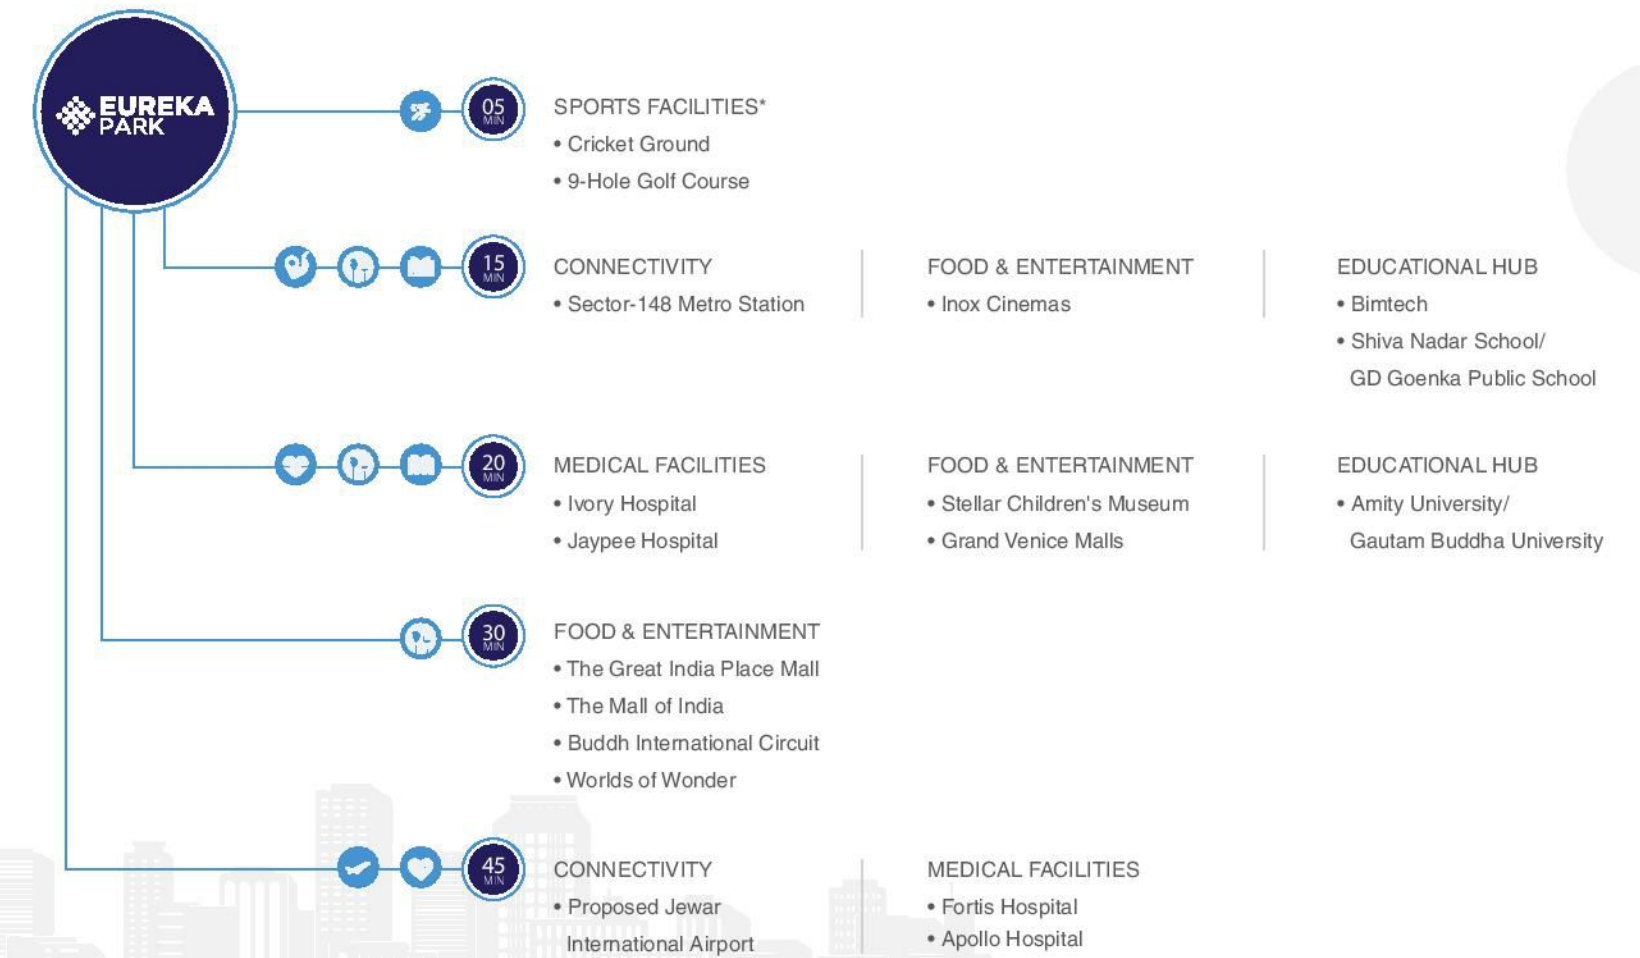 EUREKA
PARK
05
MIN
SPORTS FACILITIES*
• Cricket Ground
• 9-Hole Golf Course
15
MIN
CONNECTIVITY
• Sector-148 Metro Station
FOOD & ENTERTAINMENT
• Inox Cinemas
EDUCATIONAL HUB
• Bimtech
• Shiva Nadar School/
GD Goenka Public School
20
MIN
MEDICAL FACILITIES
• Ivory Hospital
• Jaypee Hospital
FOOD & ENTERTAINMENT
• Stellar Children's Museum
• Grand Venice Malls
EDUCATIONAL HUB
• Amity University/
Gautam Buddha University
30
MIN
FOOD & ENTERTAINMENT
• The Great India Place Mall
• The Mall of India
• Buddh International Circuit
• Worlds of Wonder
45
MIN
CONNECTIVITY
• Proposed Jewar
International Airport
MEDICAL FACILITIES
• Fortis Hospital
• Apollo Hospital